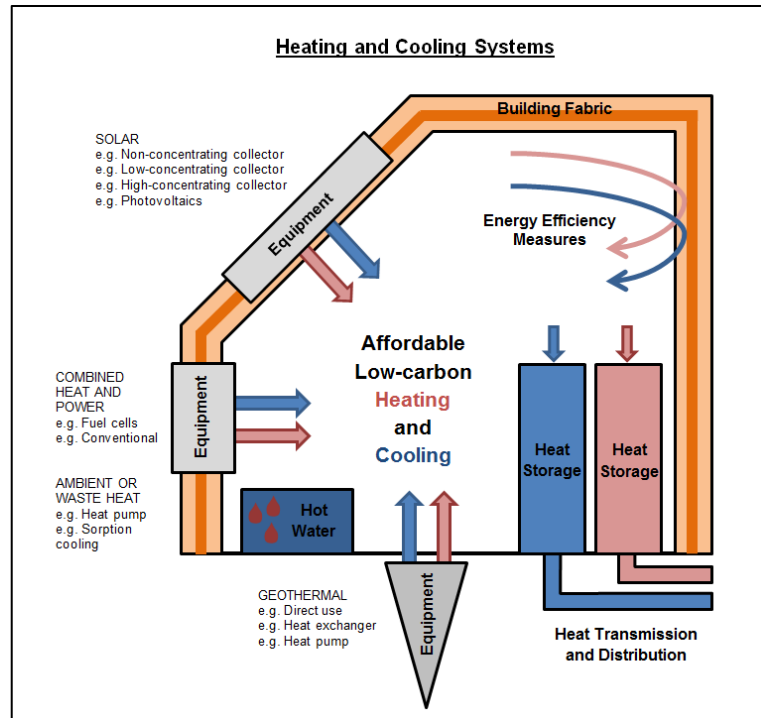 Heating and Cooling Systems
Building Fabric
SOLAR
e.g. Non-concentrating collector
e.g. Low-concentrating collector
e.g. High-concentrating collector
e.g. Photovoltaics
Equipment
Energy Efficiency
Measures
Affordable
Low-carbon
Heating
and
Cooling
COMBINED
HEAT AND
POWER
e.g. Fuel cells
e.g. Conventional
Equipment
AMBIENT OR
WASTE HEAT
e.g. Heat pump
e.g. Sorption
cooling
Hot
Water
Heat
Storage
Heat
Storage
GEOTHERMAL
e.g. Direct use
e.g. Heat exchanger
e.g. Heat pump
Equipment
Heat Transmission
and Distribution